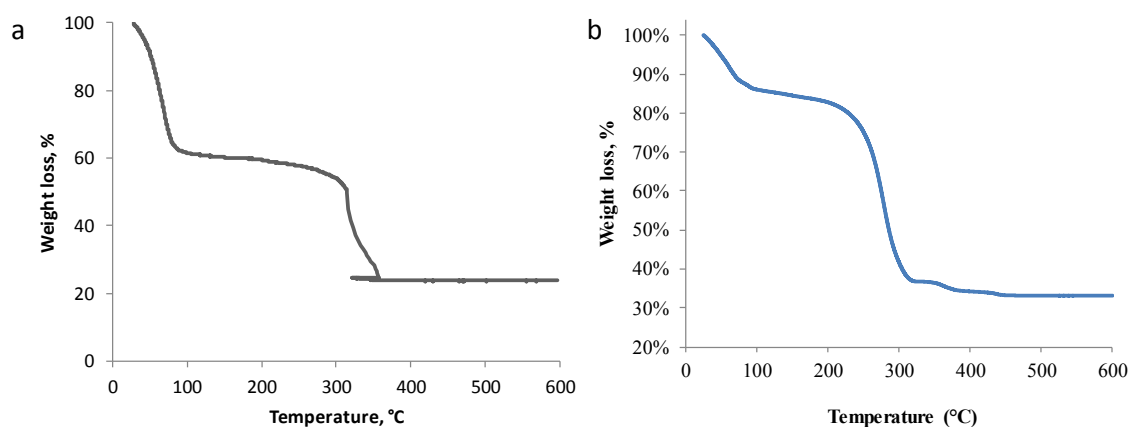 a
100
80
60
40
20
0
Weight loss, %
0 100 200 300 400 500 600
Temperature, °C
b
100%
90%
80%
70%
60%
50%
40%
30%
20%
Weight loss, %
0 100 200 300 400 500 600
Temperature (°C)